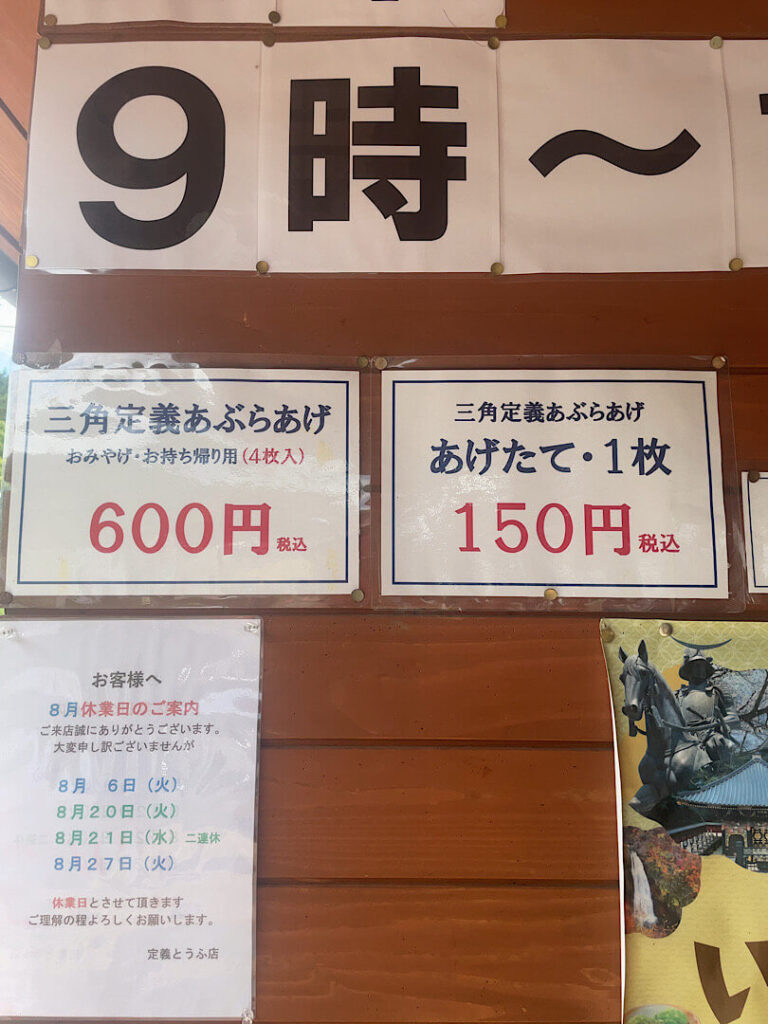 9時～
三角定義あぶらあげ
おみやげ・お持ち帰り用(4枚入)
600円税込
三角定義あぶらあげ
あげたて・1枚
150円税込
お客様へ
８月休業日のご案内
ご来店誠にありがとうございます。
大変申し訳ございませんが
８月　６日（火）
８月２０日（火）
８月２１日（水）二連休
８月２７日（火）
休業日とさせて頂きます
ご理解の程よろしくお願いします。
定義とうふ店
い